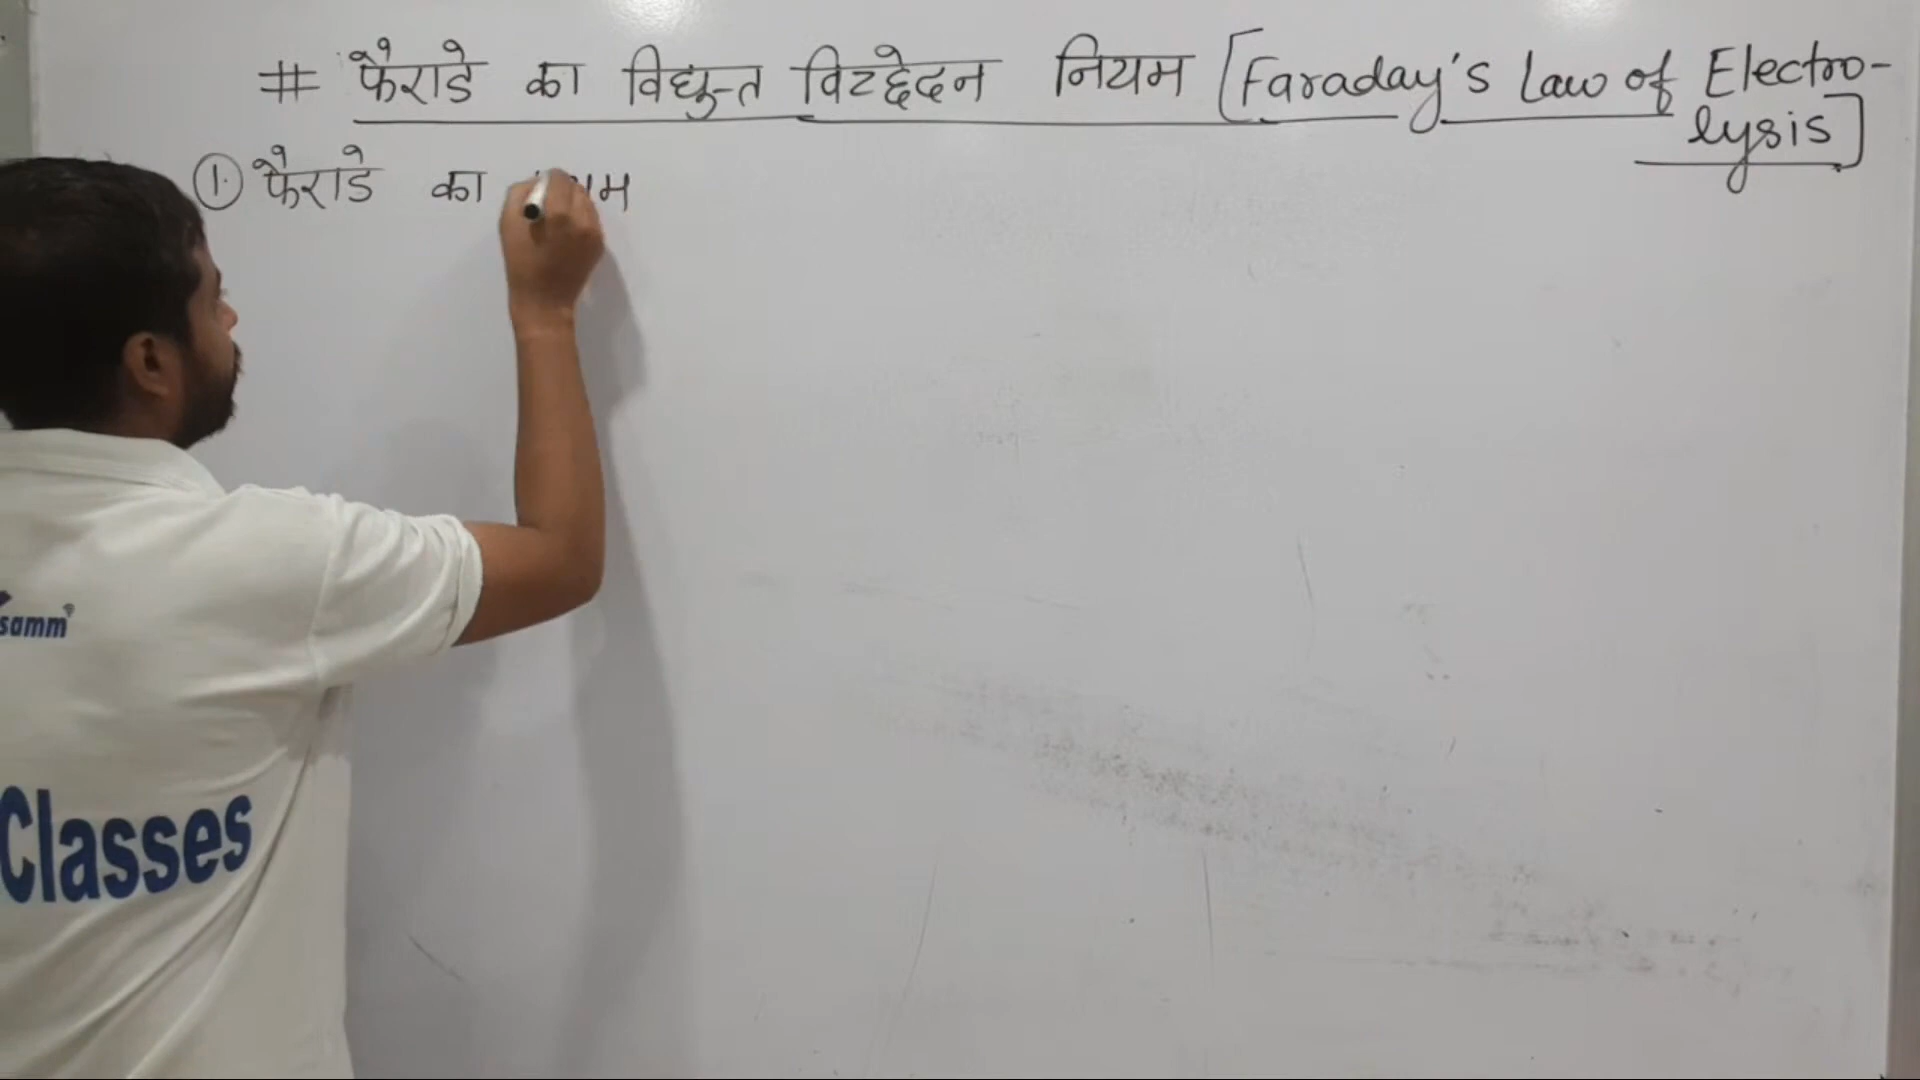 # फैराडे का विद्युत विच्छेदन नियम [Faraday's Law of Electro-
lysis]
1. फैराडे का
samm
Classes